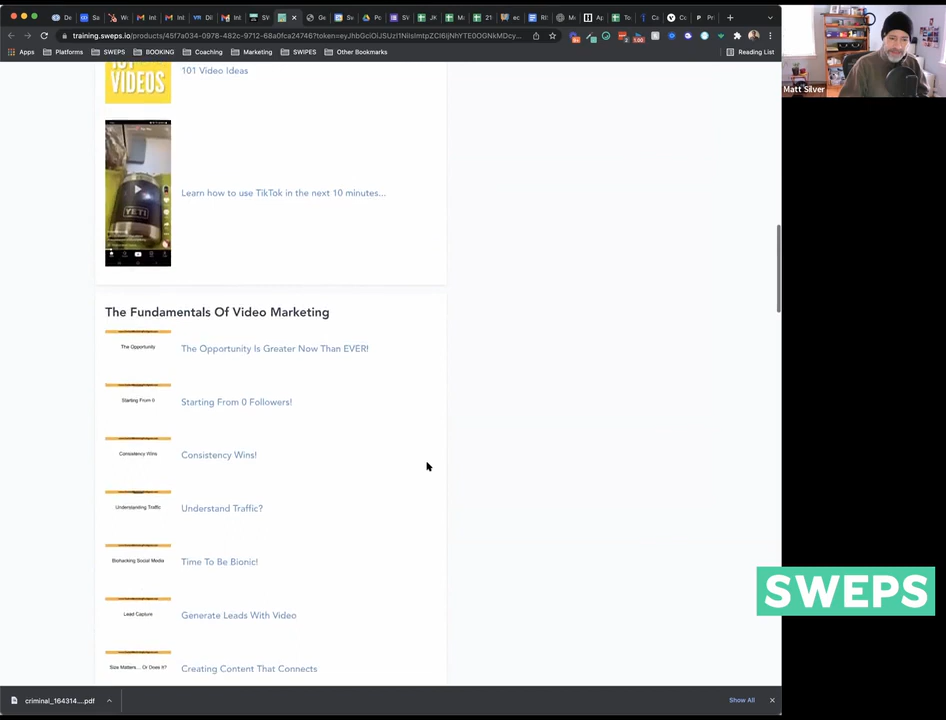 training.sweps.io/products/45f7a034-0978-482c-9712-68a0fca24746?token=eyJhbGciOiJSUzI1NiIsImtpZCI6IjNhYTE0OGNkMDcy...
Apps
Platforms
SWEPS
BOOKING
Coaching
Marketing
SWIPES
Other Bookmarks
Reading List
Matt Silver
VIDEOS
101 Video Ideas
YETI
Learn how to use TikTok in the next 10 minutes...
The Fundamentals Of Video Marketing
The Opportunity
The Opportunity Is Greater Now Than EVER!
Starting From 0
Starting From 0 Followers!
Consistency Wins
Consistency Wins!
Understanding Traffic
Understand Traffic?
Biohacking Social Media
Time To Be Bionic!
Lead Capture
Generate Leads With Video
Size Matters... Or Does It?
Creating Content That Connects
SWEPS
criminal_164314....pdf
Show All